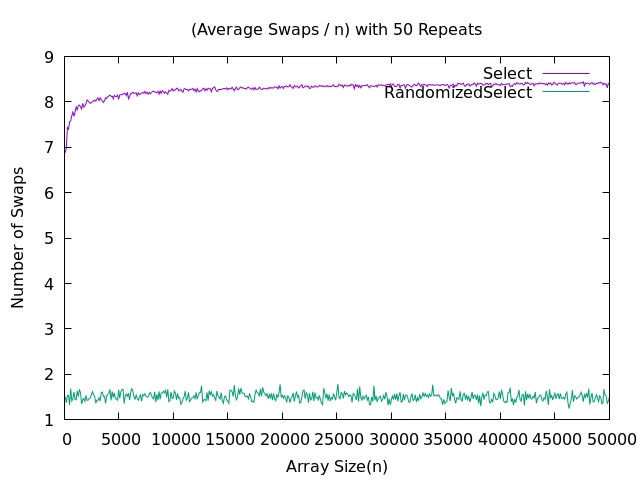 (Average Swaps / n) with 50 Repeats
9
8
7
6
5
4
3
2
1
Number of Swaps
Select
RandomizedSelect
0 5000 10000 15000 20000 25000 30000 35000 40000 45000 50000
Array Size(n)